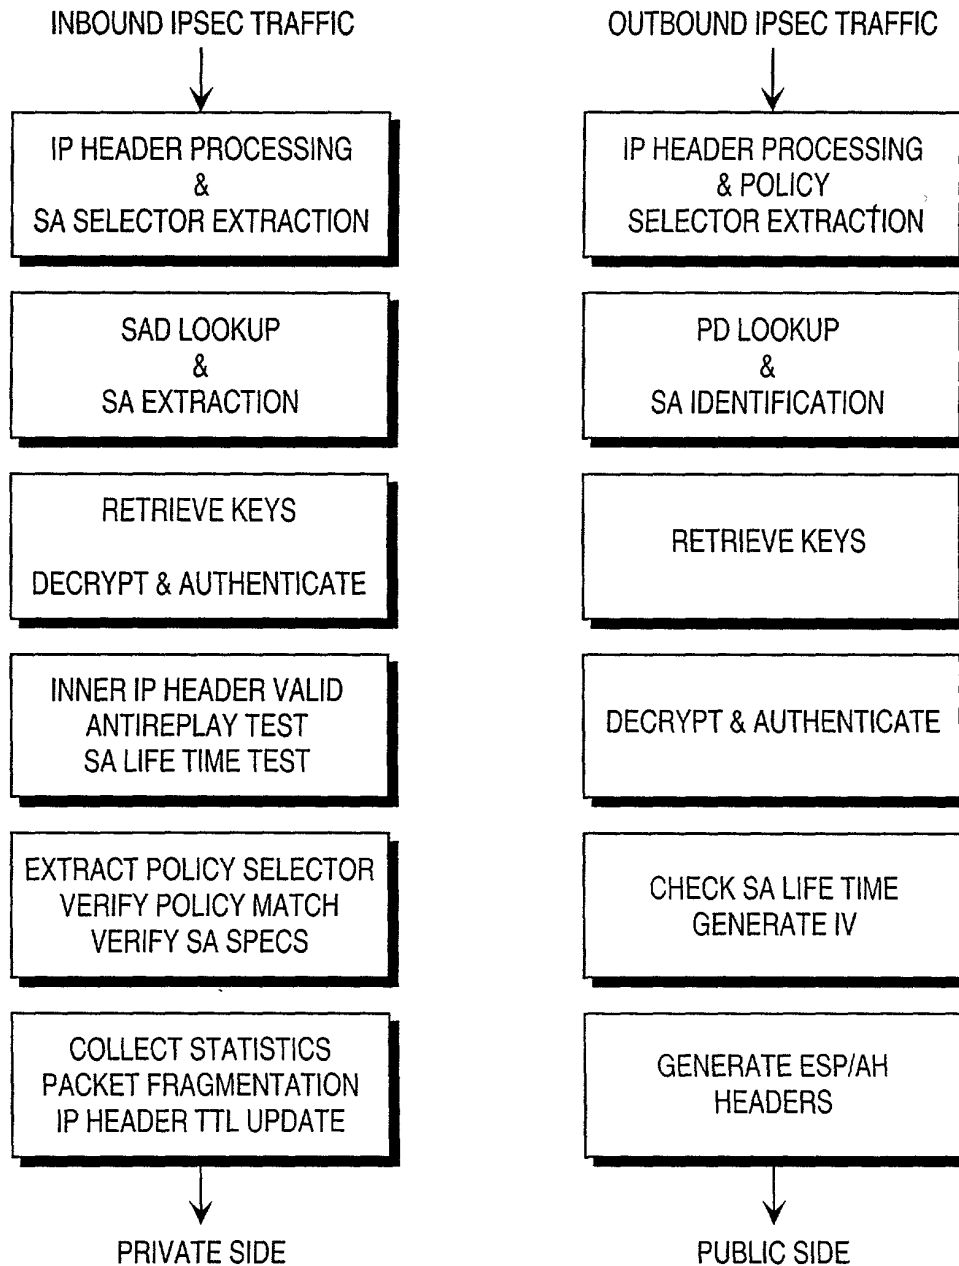 INBOUND IPSEC TRAFFIC
IP HEADER PROCESSING
&
SA SELECTOR EXTRACTION
SAD LOOKUP
&
SA EXTRACTION
RETRIEVE KEYS
DECRYPT & AUTHENTICATE
INNER IP HEADER VALID
ANTIREPLAY TEST
SA LIFE TIME TEST
EXTRACT POLICY SELECTOR
VERIFY POLICY MATCH
VERIFY SA SPECS
COLLECT STATISTICS
PACKET FRAGMENTATION
IP HEADER TTL UPDATE
PRIVATE SIDE
OUTBOUND IPSEC TRAFFIC
IP HEADER PROCESSING
& POLICY
SELECTOR EXTRACTION
PD LOOKUP
&
SA IDENTIFICATION
RETRIEVE KEYS
DECRYPT & AUTHENTICATE
CHECK SA LIFE TIME
GENERATE IV
GENERATE ESP/AH
HEADERS
PUBLIC SIDE